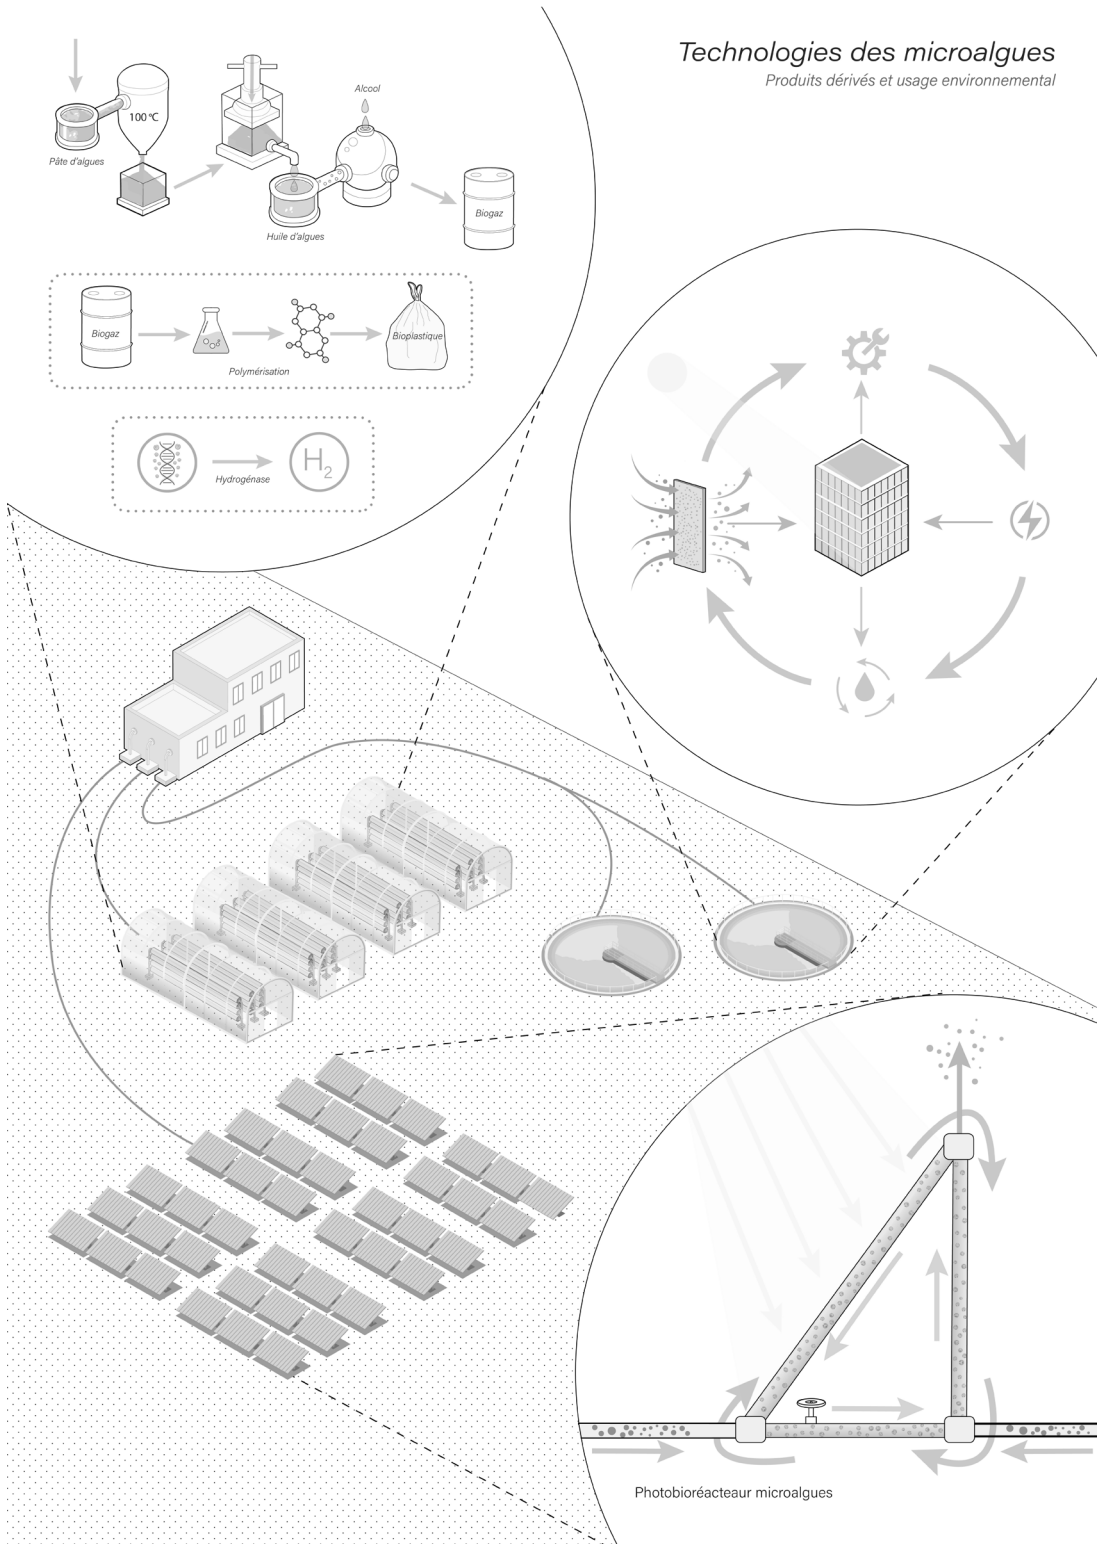 Technologies des microalgues
Produits dérivés et usage environnemental
Alcool
100 °C
Pâte d'algues
Biogaz
Huile d'algues
Biogaz
Bioplastique
Polymérisation
H2
Hydrogénase
Photobioréacteaur microalgues